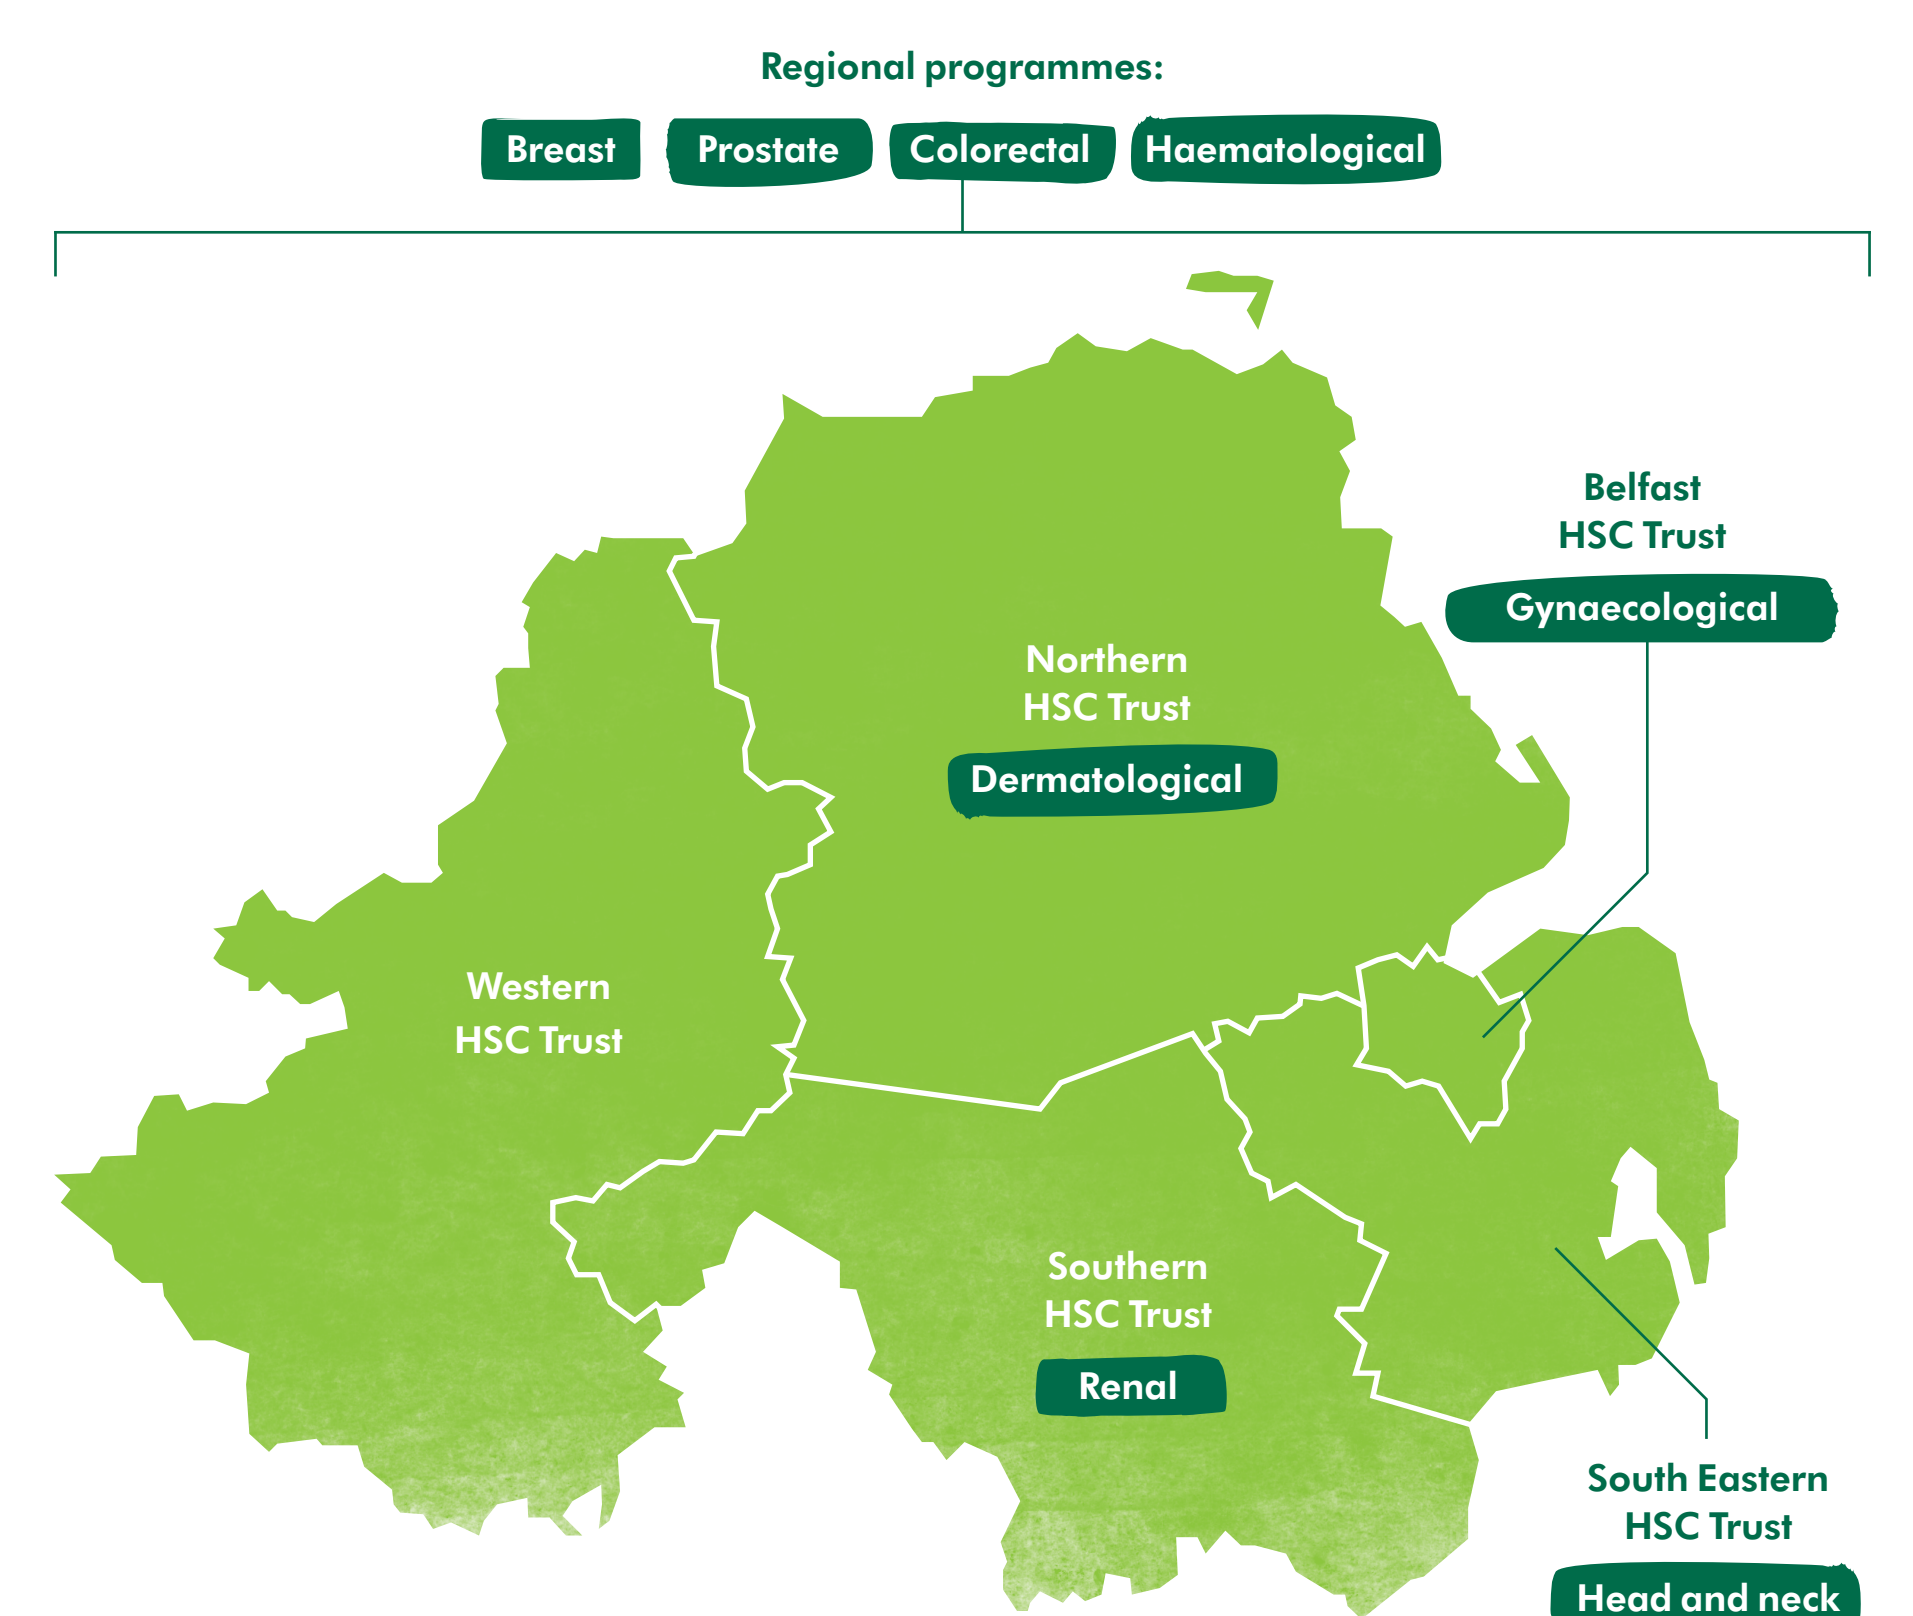 Regional programmes:
Breast
Prostate
Colorectal
Haematological
Belfast
HSC Trust
Gynaecological
Northern
HSC Trust
Dermatological
Western
HSC Trust
Southern
HSC Trust
Renal
South Eastern
HSC Trust
Head and neck